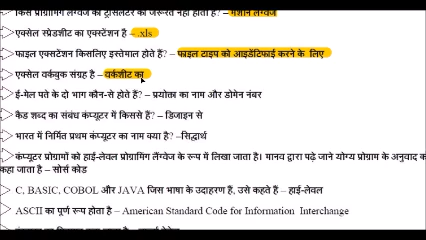 किस प्रोग्रामिंग लैंग्वेज को ट्रांसलेटर की जरूरत नहीं होती है? – मशीन लैंग्वेज
एक्सेल स्प्रेडशीट का एक्स्टेंशन है – .xls
फाइल एक्सटेंशन किसलिए इस्तेमाल होते हैं? – फाइल टाइप को आइडेंटिफाई करने के लिए
एक्सेल वर्कबुक संग्रह है – वर्कशीट का
ई-मेल पते के दो भाग कौन-से होते हैं? – प्रयोक्ता का नाम और डोमेन नंबर
कैड शब्द का संबंध कंप्यूटर में किससे हैं? – डिजाइन से
भारत में निर्मित प्रथम कंप्यूटर का नाम क्या है? –सिद्धार्थ
कंप्यूटर प्रोग्रामों को हाई-लेवल प्रोग्रामिंग लैंग्वेज के रूप में लिखा जाता है। मानव द्वारा पढ़े जाने योग्य प्रोग्राम के अनुवाद क
कहा जाता है – सोर्स कोड
C, BASIC, COBOL और JAVA जिस भाषा के उदाहरण हैं, उसे कहते हैं – हाई-लेवल
ASCII का पूर्ण रूप होता है – American Standard Code for Information Interchange